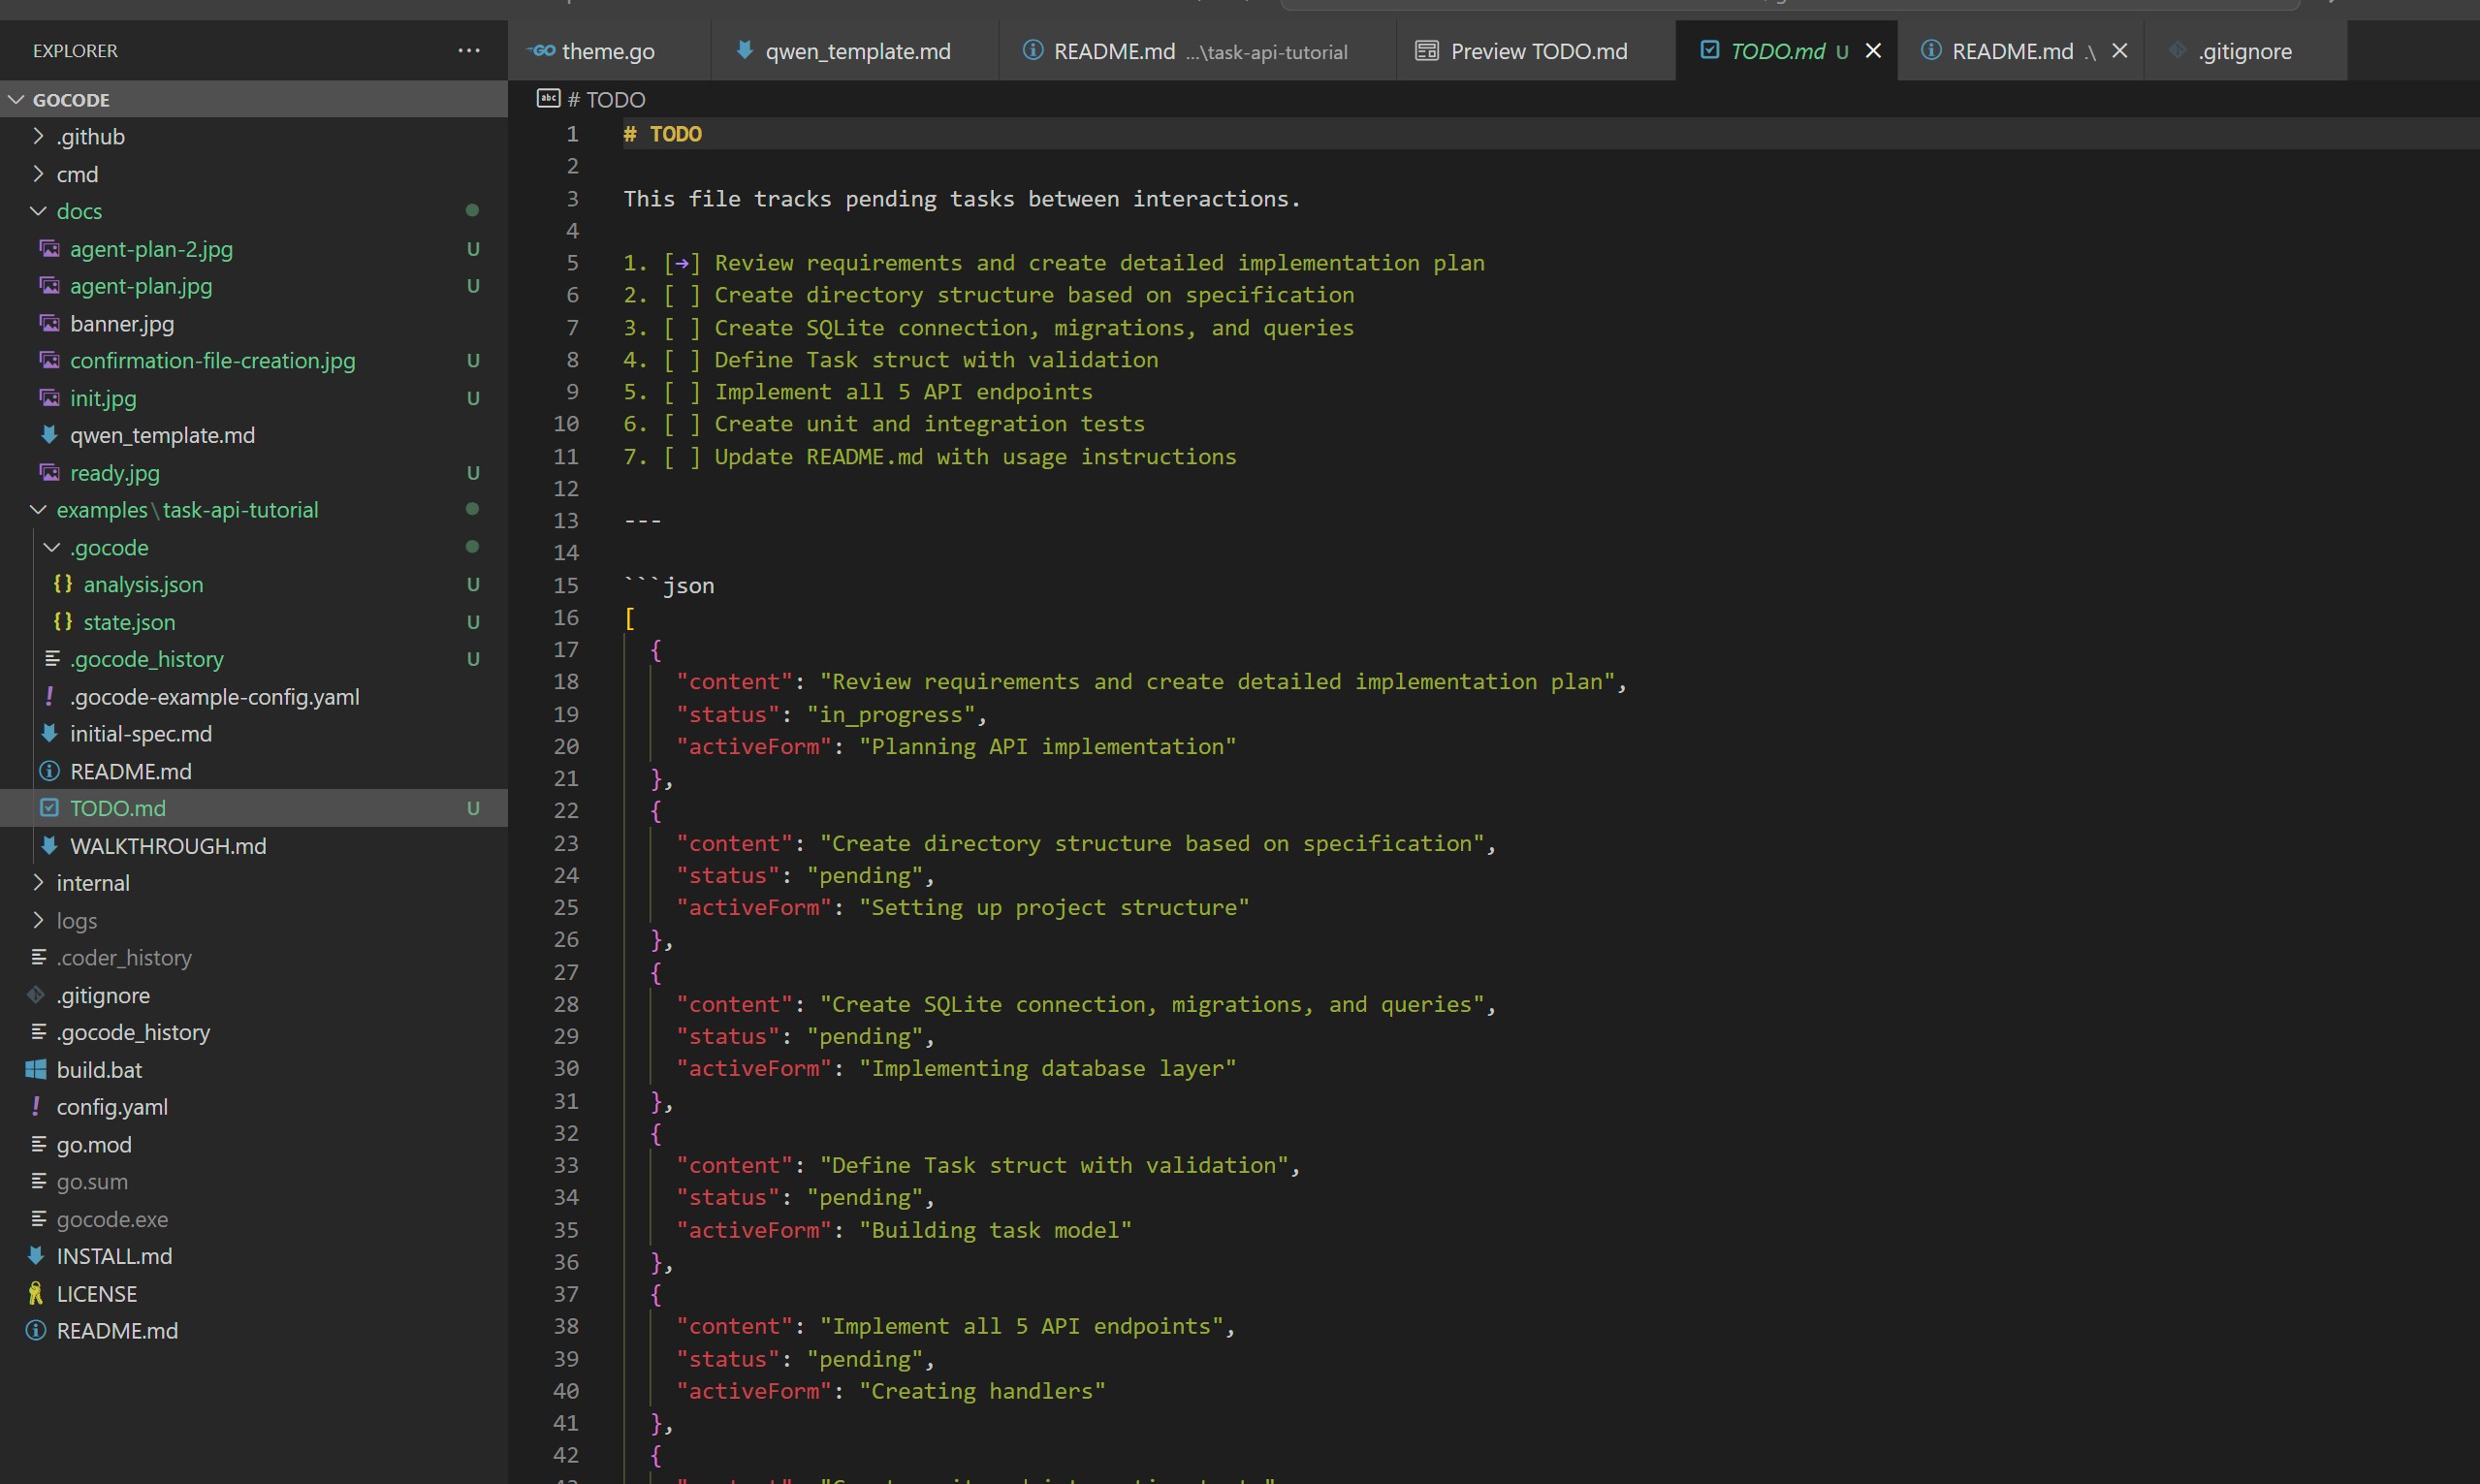 EXPLORER ···
GOCODE
.github
cmd
docs
agent-plan-2.jpg U
agent-plan.jpg U
banner.jpg
confirmation-file-creation.jpg U
init.jpg U
qwen_template.md
ready.jpg U
examples\task-api-tutorial
.gocode
{} analysis.json U
{} state.json U
.gocode_history U
! .gocode-example-config.yaml
initial-spec.md
README.md
TODO.md U
WALKTHROUGH.md
internal
logs
.coder_history
.gitignore
.gocode_history
build.bat
! config.yaml
go.mod
go.sum
gocode.exe
INSTALL.md
LICENSE
README.md
GO theme.go
qwen_template.md
README.md ...\task-api-tutorial
Preview TODO.md
TODO.md U
README.md .\
.gitignore
abc # TODO
1 # TODO
2
3 This file tracks pending tasks between interactions.
4
5 1. [→] Review requirements and create detailed implementation plan
6 2. [ ] Create directory structure based on specification
7 3. [ ] Create SQLite connection, migrations, and queries
8 4. [ ] Define Task struct with validation
9 5. [ ] Implement all 5 API endpoints
10 6. [ ] Create unit and integration tests
11 7. [ ] Update README.md with usage instructions
12
13 ---
14
15 ```json
16 [
17 {
18 "content": "Review requirements and create detailed implementation plan",
19 "status": "in_progress",
20 "activeForm": "Planning API implementation"
21 },
22 {
23 "content": "Create directory structure based on specification",
24 "status": "pending",
25 "activeForm": "Setting up project structure"
26 },
27 {
28 "content": "Create SQLite connection, migrations, and queries",
29 "status": "pending",
30 "activeForm": "Implementing database layer"
31 },
32 {
33 "content": "Define Task struct with validation",
34 "status": "pending",
35 "activeForm": "Building task model"
36 },
37 {
38 "content": "Implement all 5 API endpoints",
39 "status": "pending",
40 "activeForm": "Creating handlers"
41 },
42 {